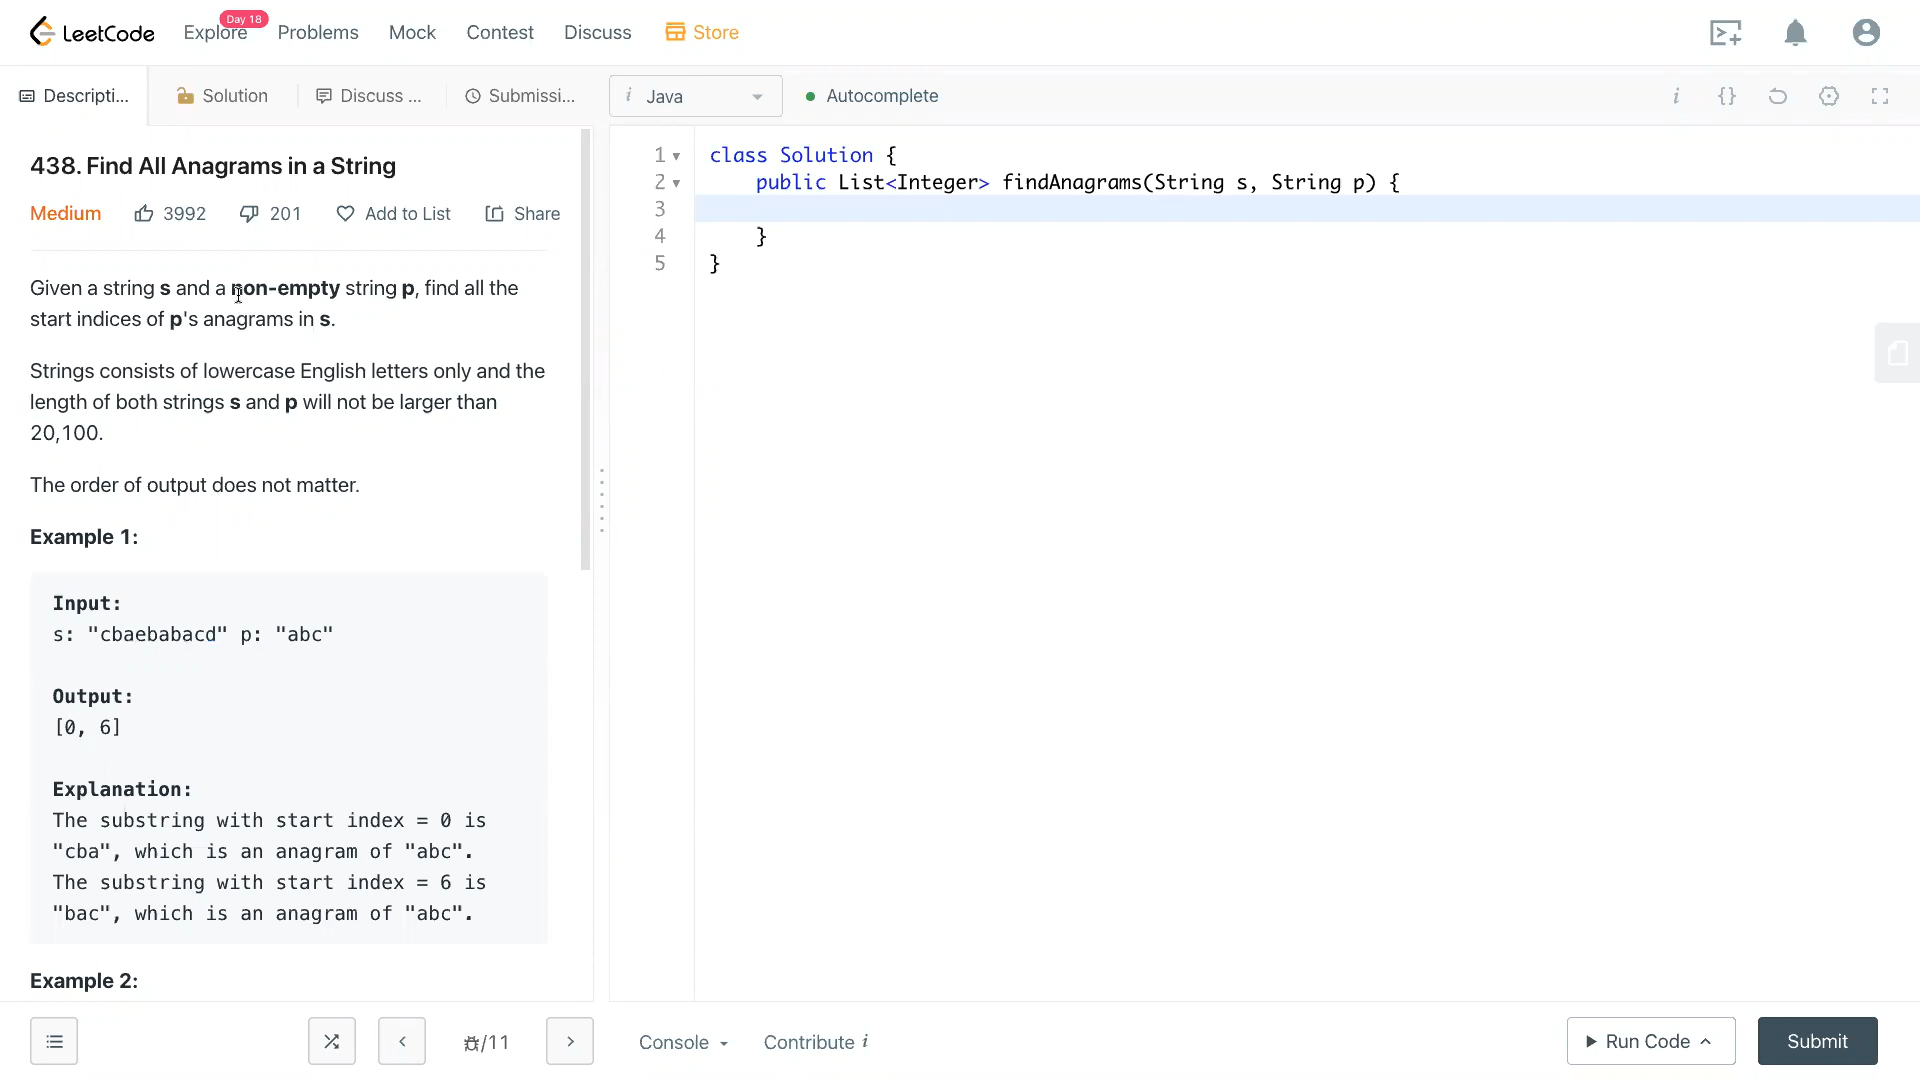 LeetCode
Day 18
Explore Problems Mock Contest Discuss Store
Descripti... Solution Discuss ... Submissi...
i Java Autocomplete
i {}
438. Find All Anagrams in a String
Medium 3992 201 Add to List Share
Given a string s and a non-empty string p, find all the
start indices of p's anagrams in s.
Strings consists of lowercase English letters only and the
length of both strings s and p will not be larger than
20,100.
The order of output does not matter.
Example 1:
Input:
s: "cbaebabacd" p: "abc"
Output:
[0, 6]
Explanation:
The substring with start index = 0 is
"cba", which is an anagram of "abc".
The substring with start index = 6 is
"bac", which is an anagram of "abc".
Example 2:
1 class Solution {
2 public List<Integer> findAnagrams(String s, String p) {
3
4 }
5 }
/11
Console Contribute i
Run Code Submit